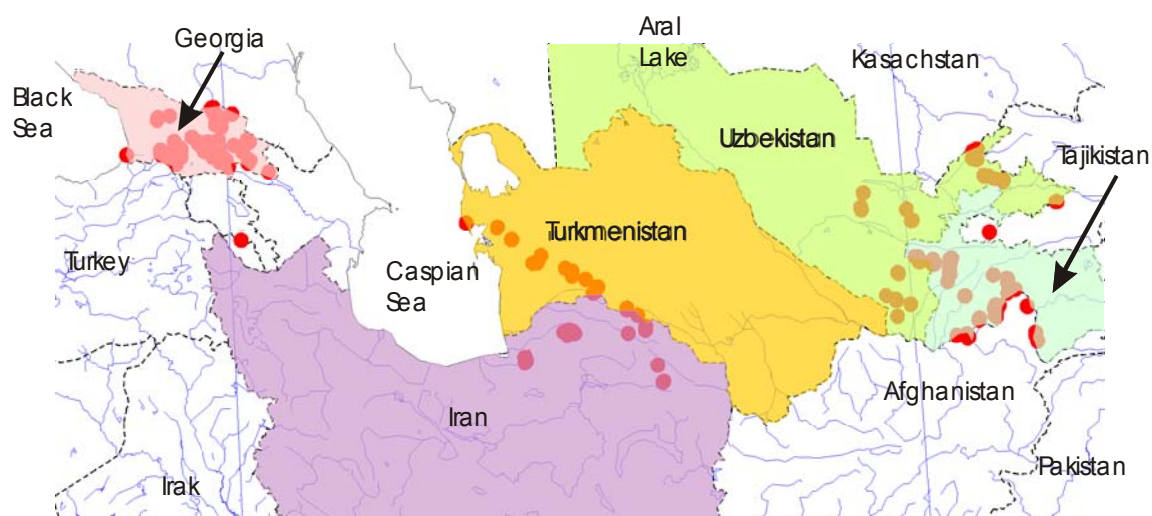 Georgia
Aral
Lake
Kasachstan
Black
Sea
Uzbekistan
Tajikistan
Turkmenistan
Turkey
Caspian
Sea
Afghanistan
Iran
Irak
Pakistan